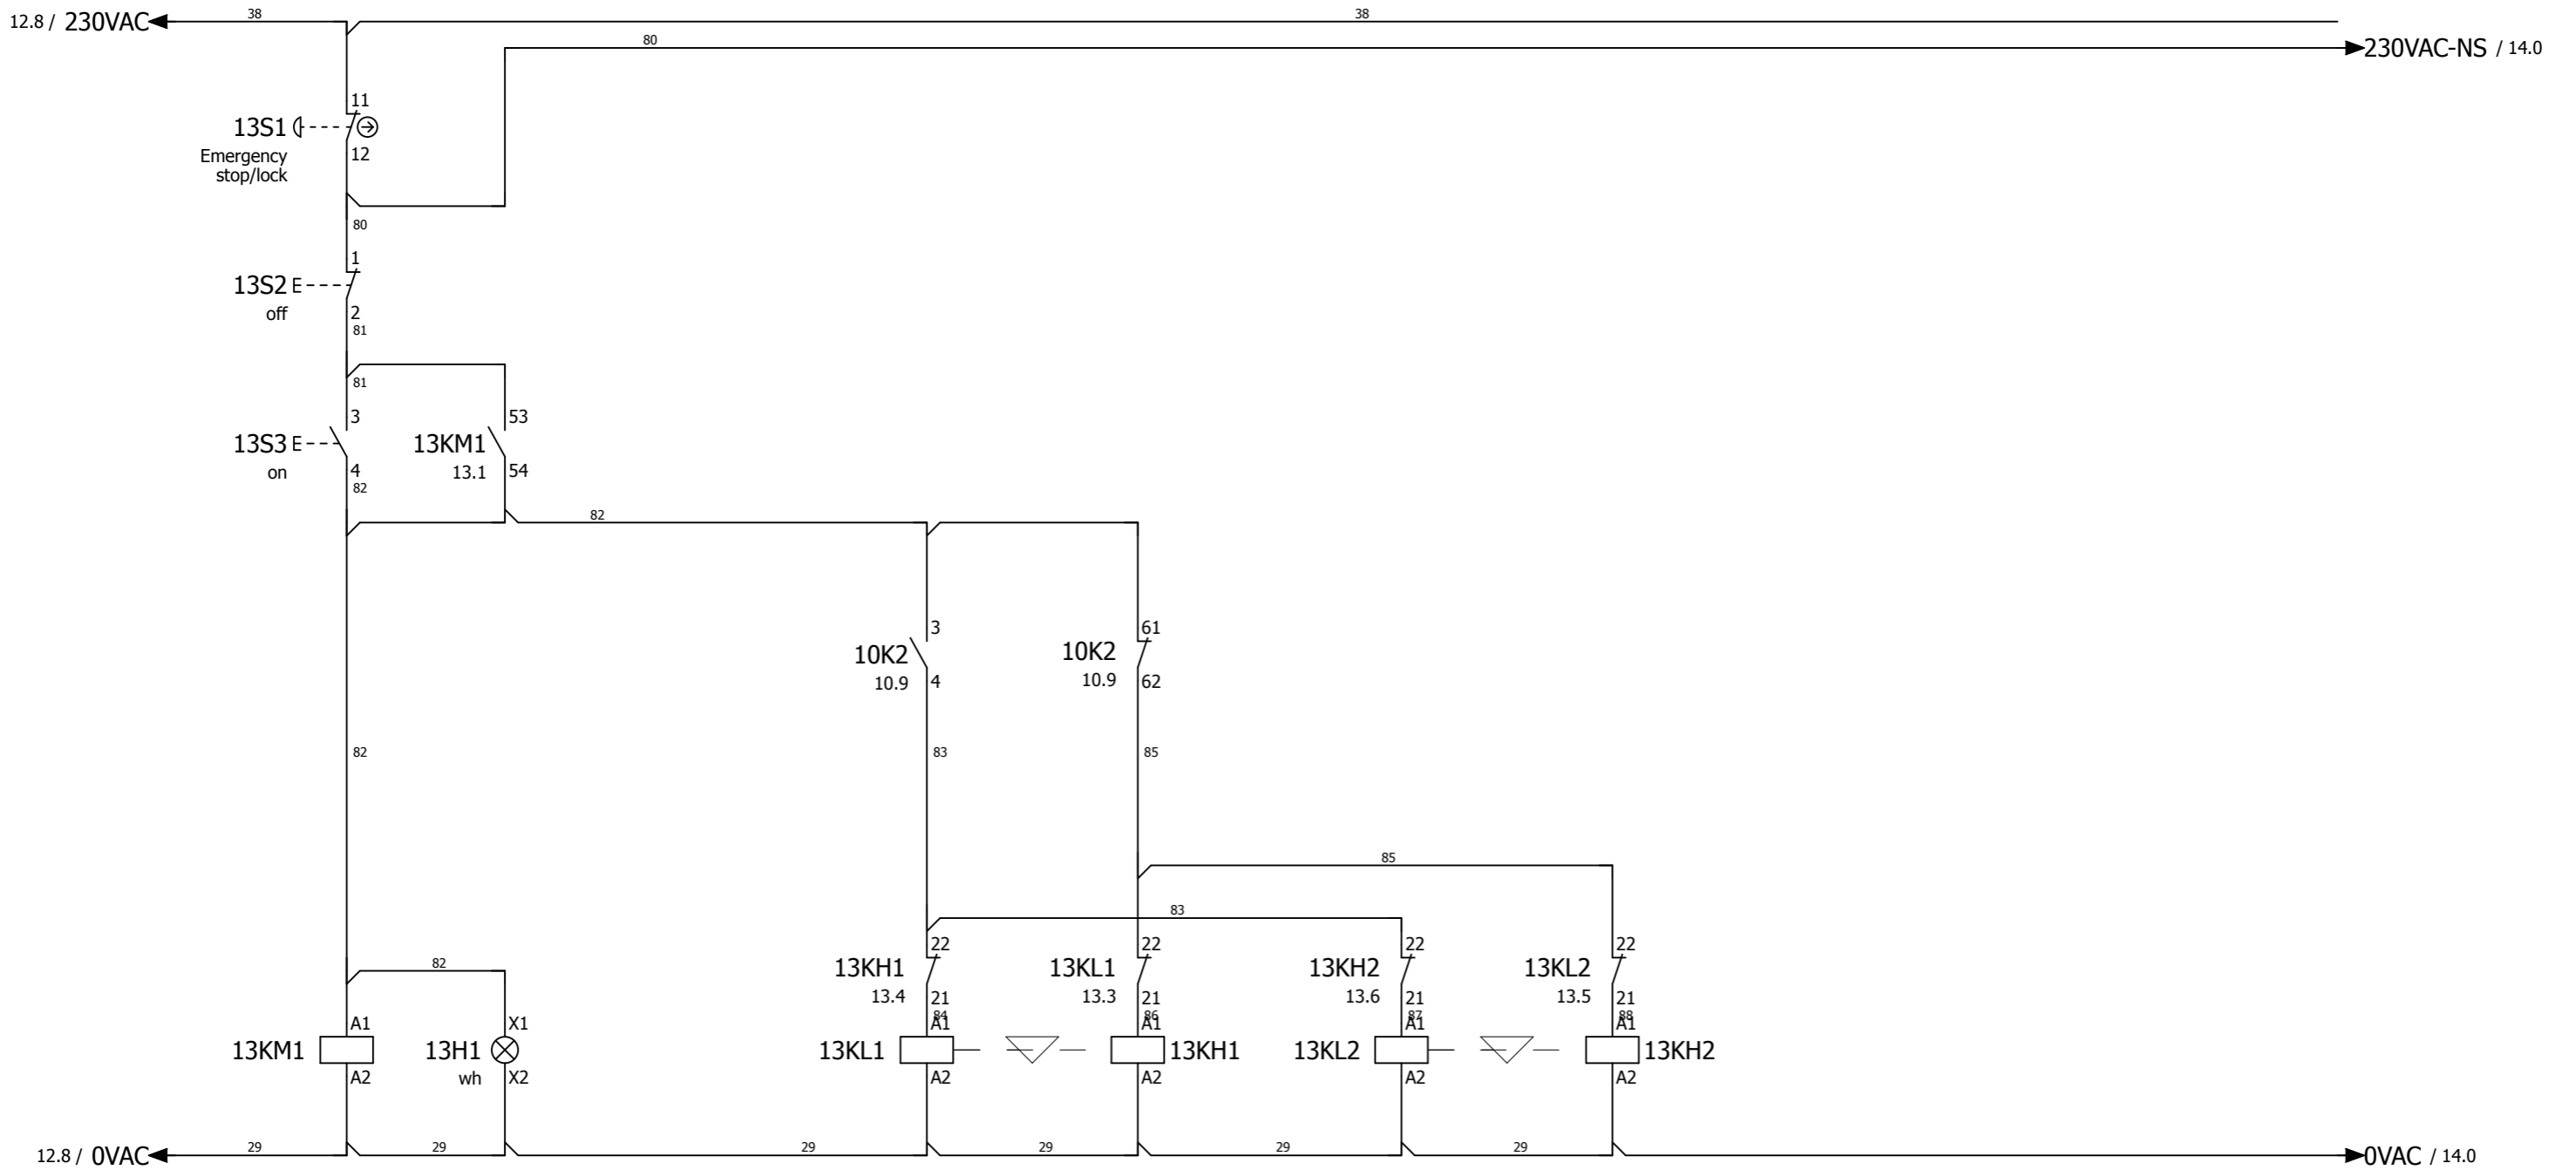 12.8 / 230VAC 38 38
80 230VAC-NS / 14.0
11
13S1
12
Emergency
stop/lock
80
1
13S2
off 2
81
81
3 53
13S3 13KM1
on 4 13.1 54
82
82
3 61
10K2 10K2
10.9 4 10.9 62
82 83 85
85
83
22 22 22 22
13KH1 13KL1 13KH2 13KL2
13.4 13.3 13.6 13.5
21 21 21 21
82
84 86 87 88
A1 X1 A1 A1 A1 A1
13KM1 13H1 13KL1 13KH1 13KL2 13KH2
wh
A2 X2 A2 A2 A2 A2
12.8 / 0VAC 29 29 29 29 29 29 0VAC / 14.0